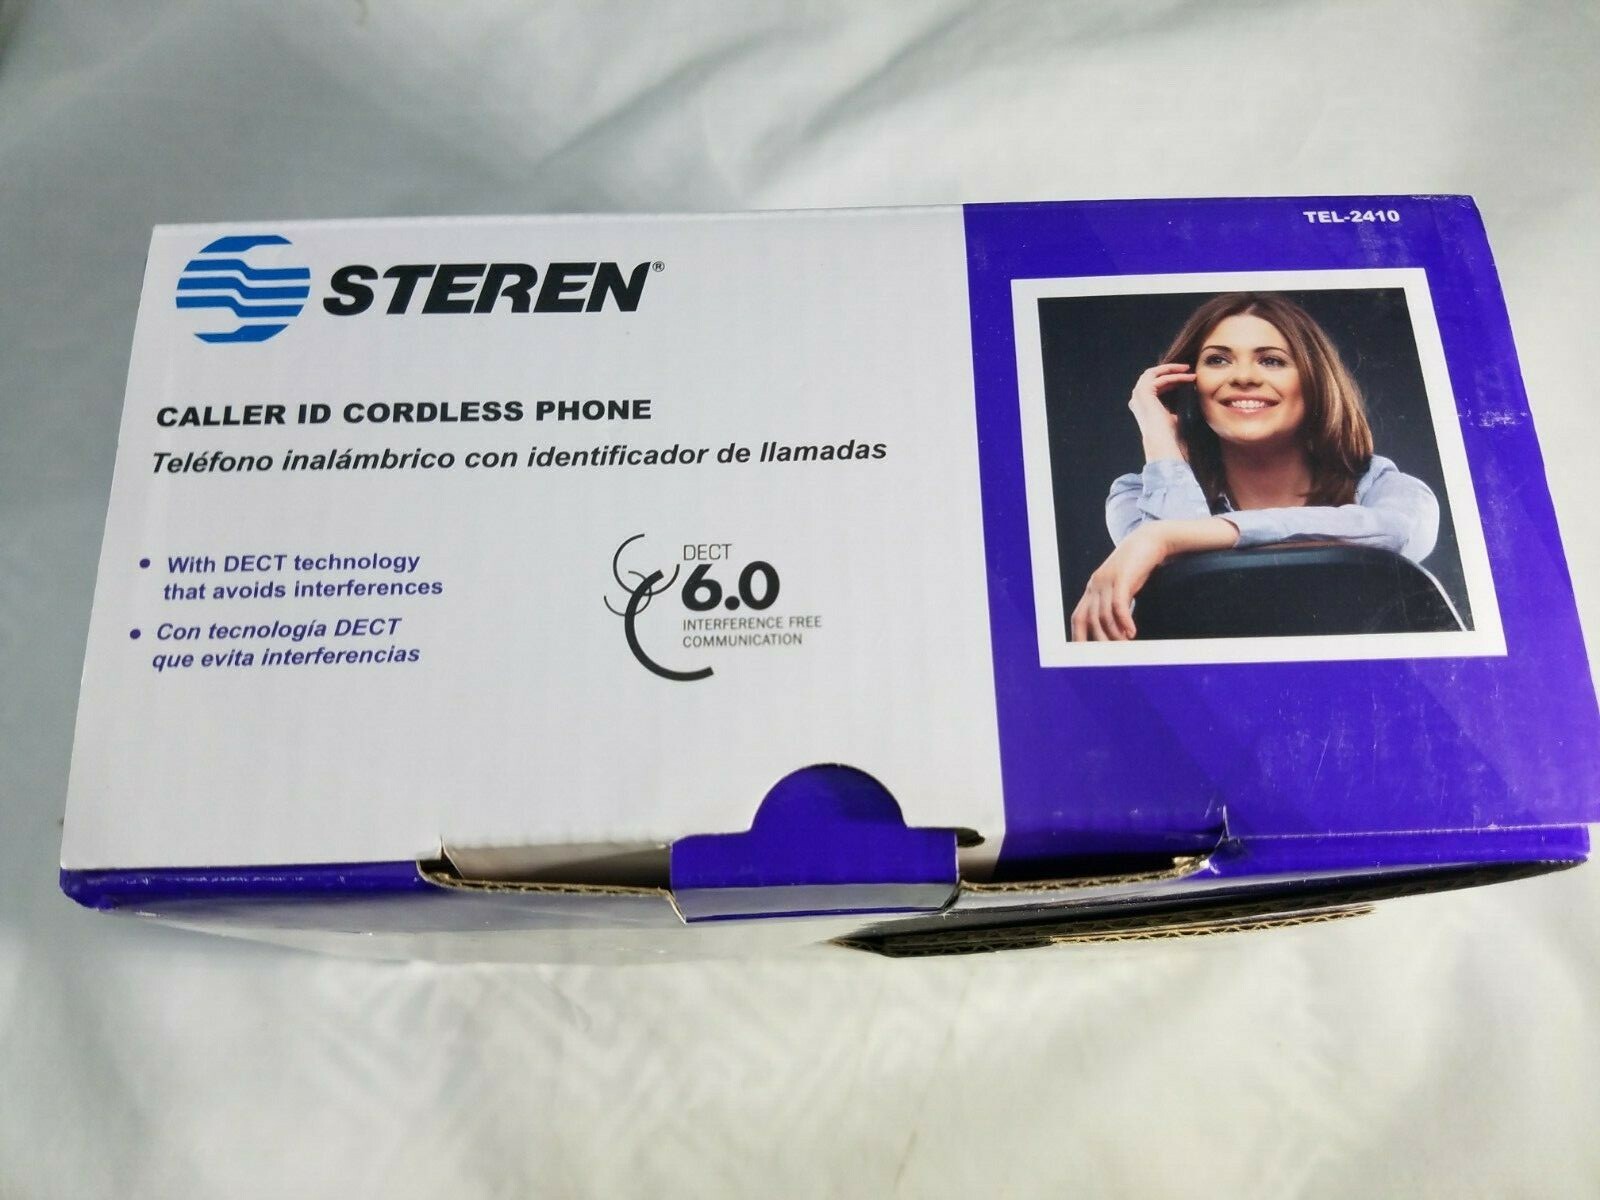 TEL-2410
STEREN®
CALLER ID CORDLESS PHONE
Teléfono inalámbrico con identificador de llamadas
• With DECT technology
that avoids interferences
• Con tecnología DECT
que evita interferencias
DECT
6.0
INTERFERENCE FREE
COMMUNICATION